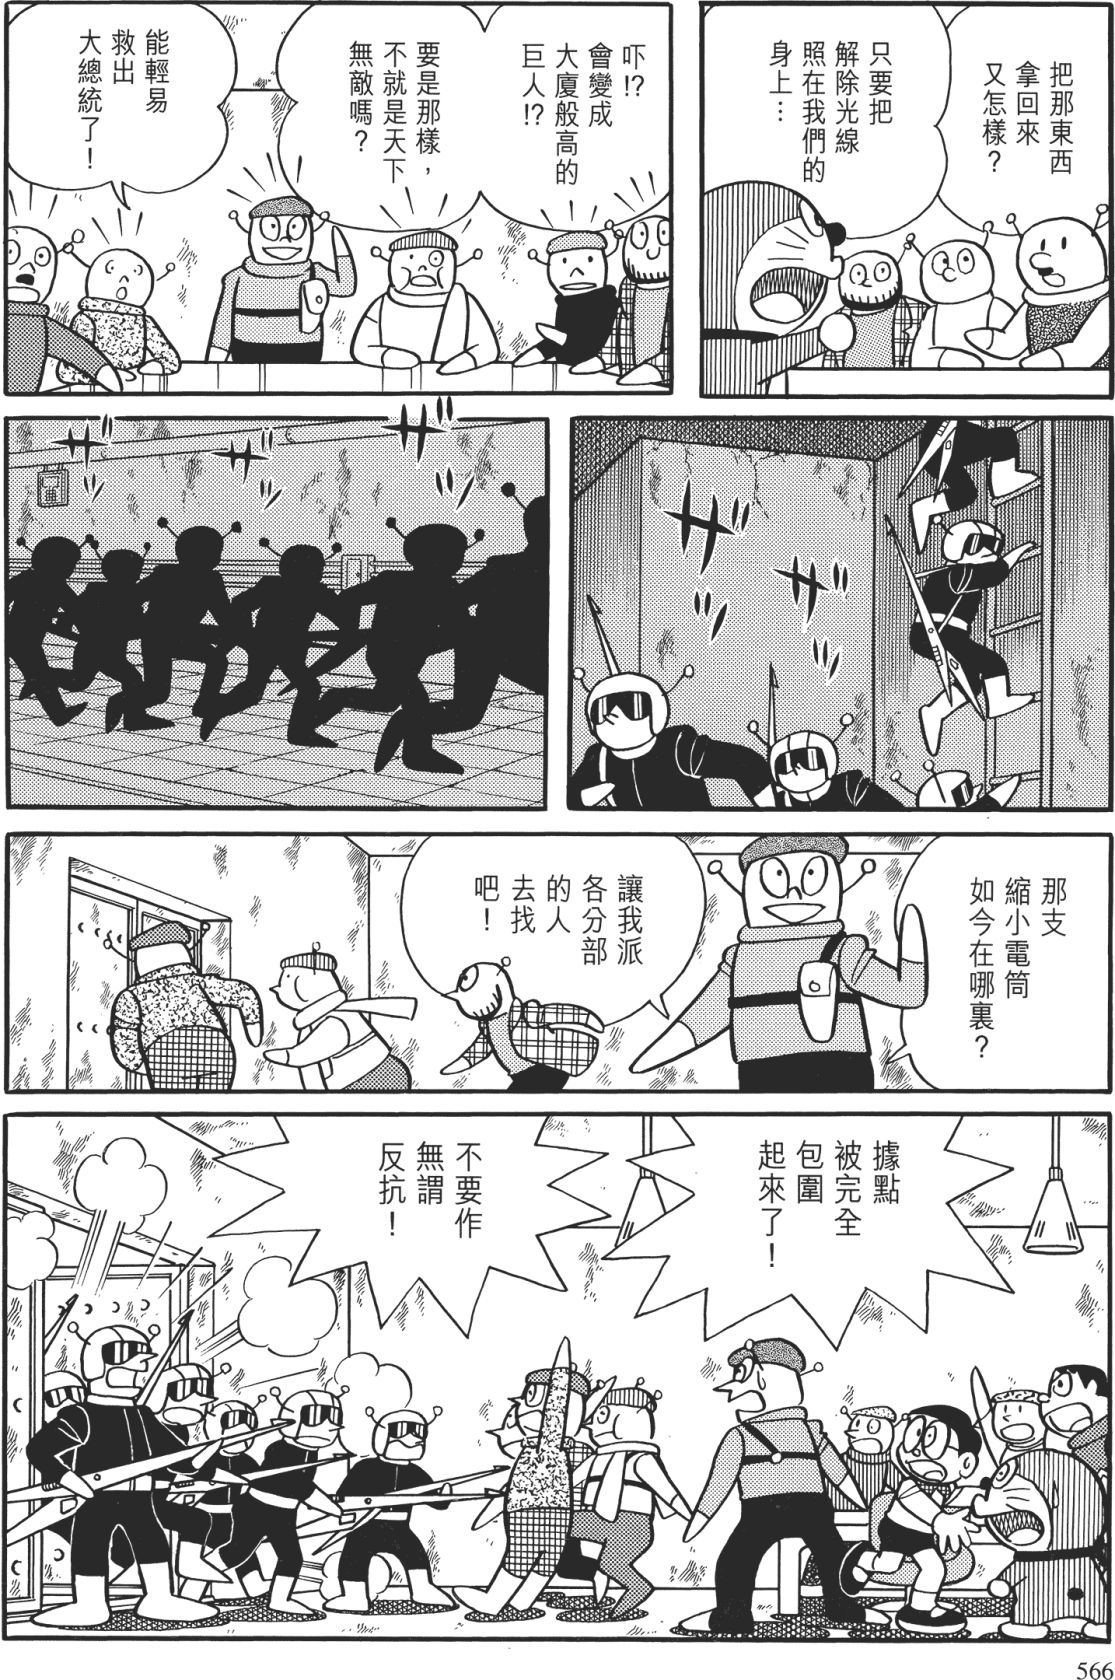 把那東西
拿回來
又怎樣？
只要把
解除光線
照在我們的
身上…
吓!?
會變成
大廈般高的
巨人!?
要是那樣，
不就是天下
無敵嗎？
能輕易
救出
大總統了！
那支
縮小電筒
如今在哪裏？
讓我派
各分部
的人
去找
吧！
據點
被完全
包圍
起來了！
不要作
無謂
反抗！
566